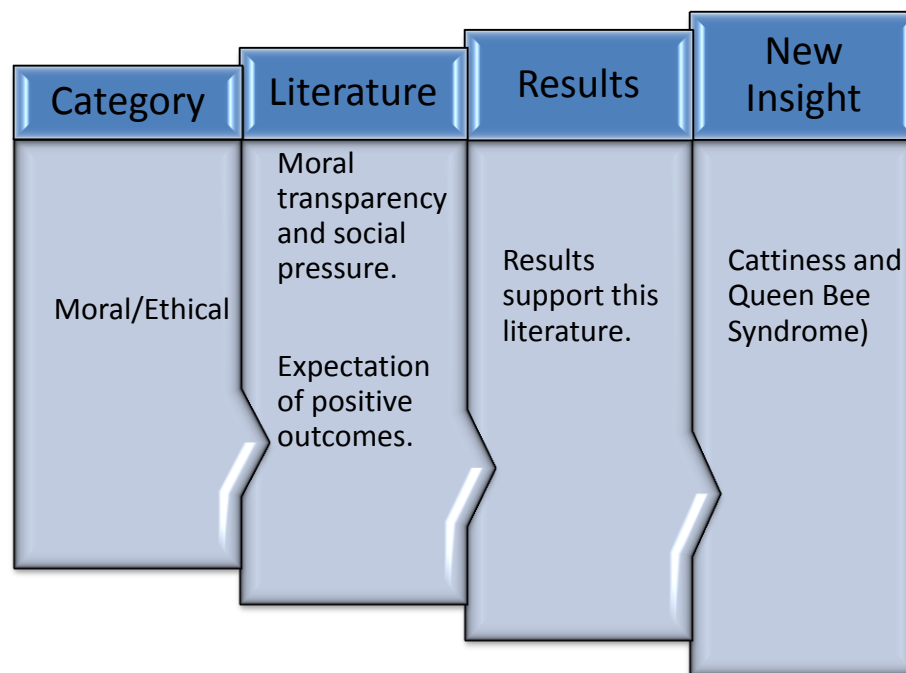 Category
Literature
Results
New
Insight
Moral/Ethical
Moral
transparency
and social
pressure.
Expectation
of positive
outcomes.
Results
support this
literature.
Cattiness and
Queen Bee
Syndrome)